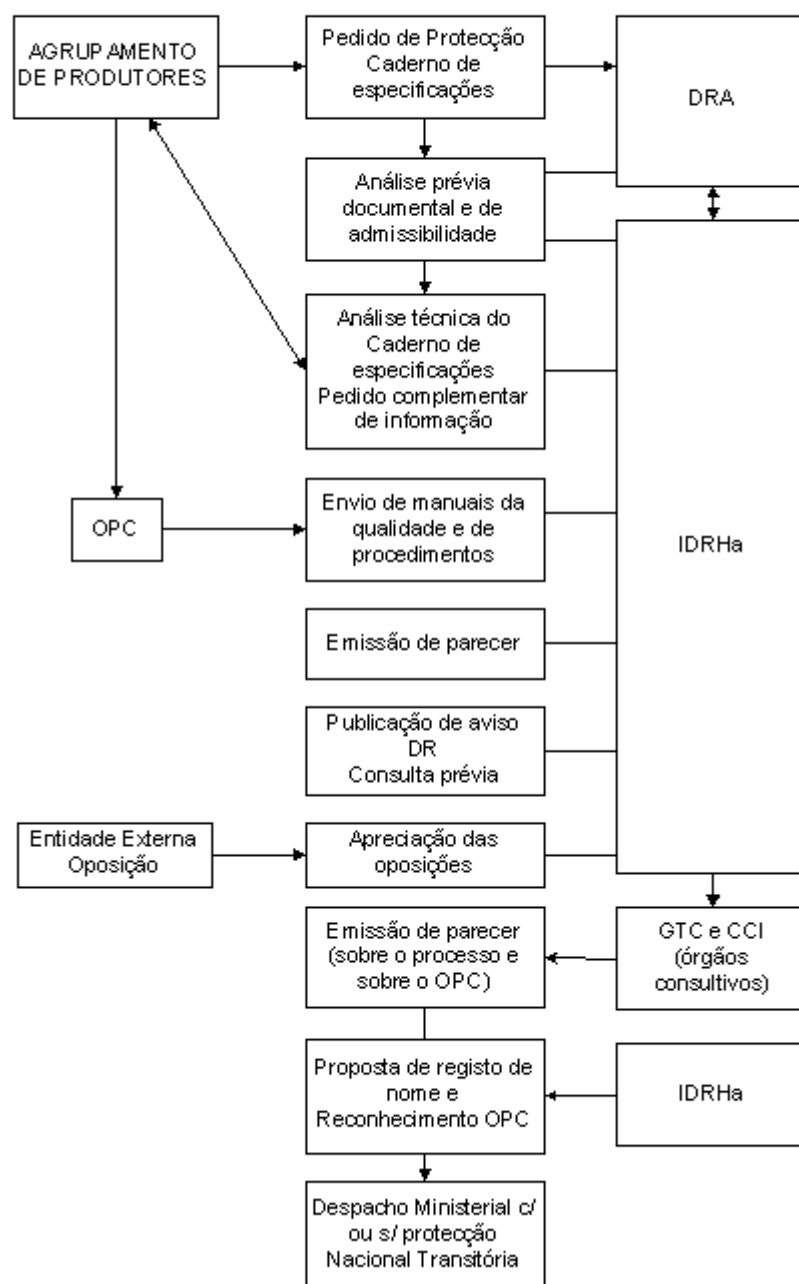 AGRUPAMENTO
DE PRODUTORES
Pedido de Protecção
Caderno de
especificações
DRA
Análise prévia
documental e de
admissibilidade
Análise técnica do
Caderno de
especificações
Pedido complementar
de informação
OPC
Envio de manuais da
qualidade e de
procedimentos
IDRHa
Emissão de parecer
Publicação de aviso
DR
Consulta prévia
Entidade Externa
Oposição
Apreciação das
oposições
Emissão de parecer
(sobre o processo e
sobre o OPC)
GTC e CCI
(órgãos
consultivos)
Proposta de registo de
nome e
Reconhecimento OPC
IDRHa
Despacho Ministerial c/
ou s/ protecção
Nacional Transitória